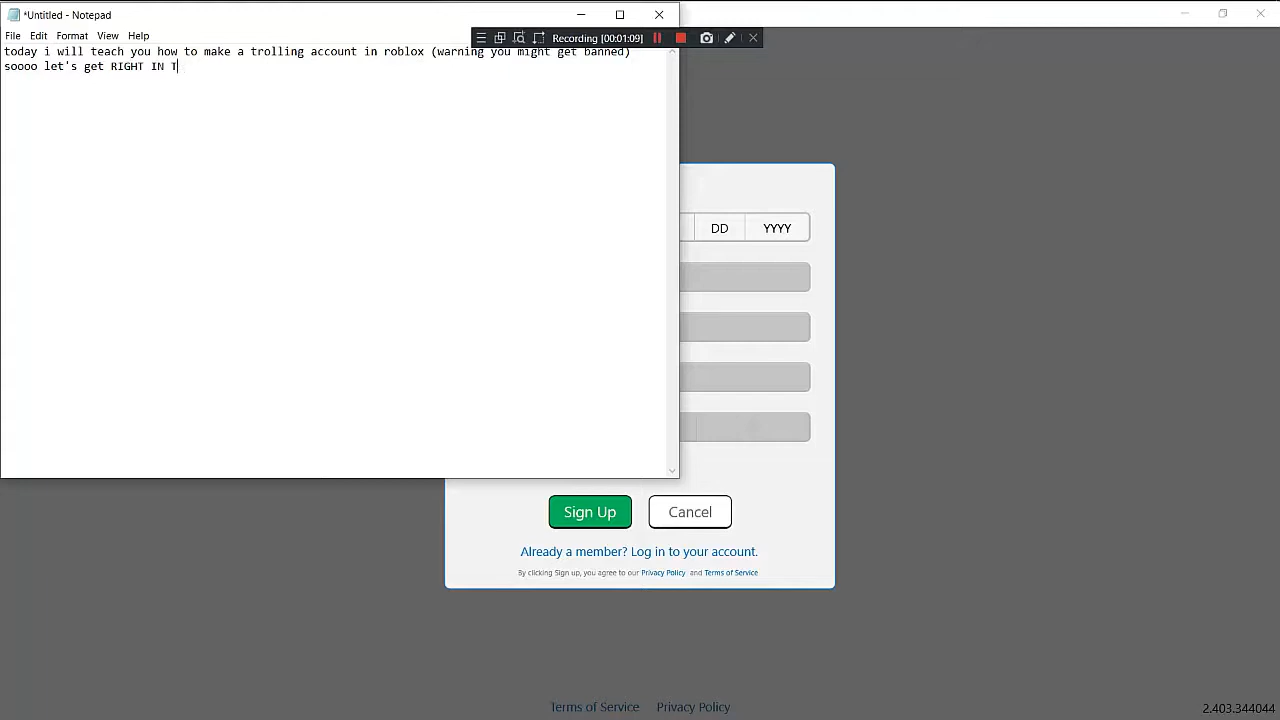 *Untitled - Notepad
File Edit Format View Help
Recording [00:01:09]
today i will teach you how to make a trolling account in roblox (warning you might get banned)
soooo let's get RIGHT IN T
DD YYYY
Sign Up Cancel
Already a member? Log in to your account.
By clicking Sign up, you agree to our Privacy Policy and Terms of Service
Terms of Service Privacy Policy
2.403.344044